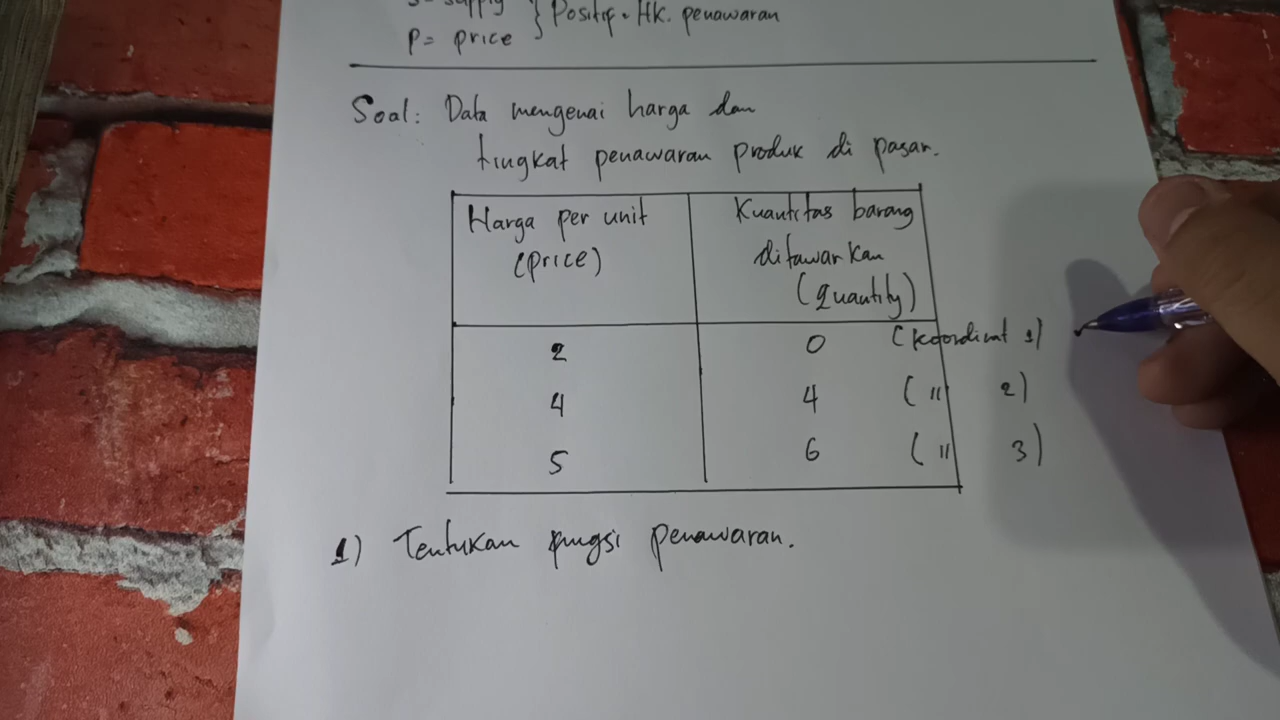 S= supply } Positif = Hk. penawaran
P= price
Soal: Data mengenai harga dan
tingkat penawaran produk di pasar.
Harga per unit
(price)
Kuantitas barang
ditawarkan
(quantity)
2 0 (koordinat 1)
4 4 ( " 2)
5 6 ( " 3)
1) Tentukan fungsi penawaran.